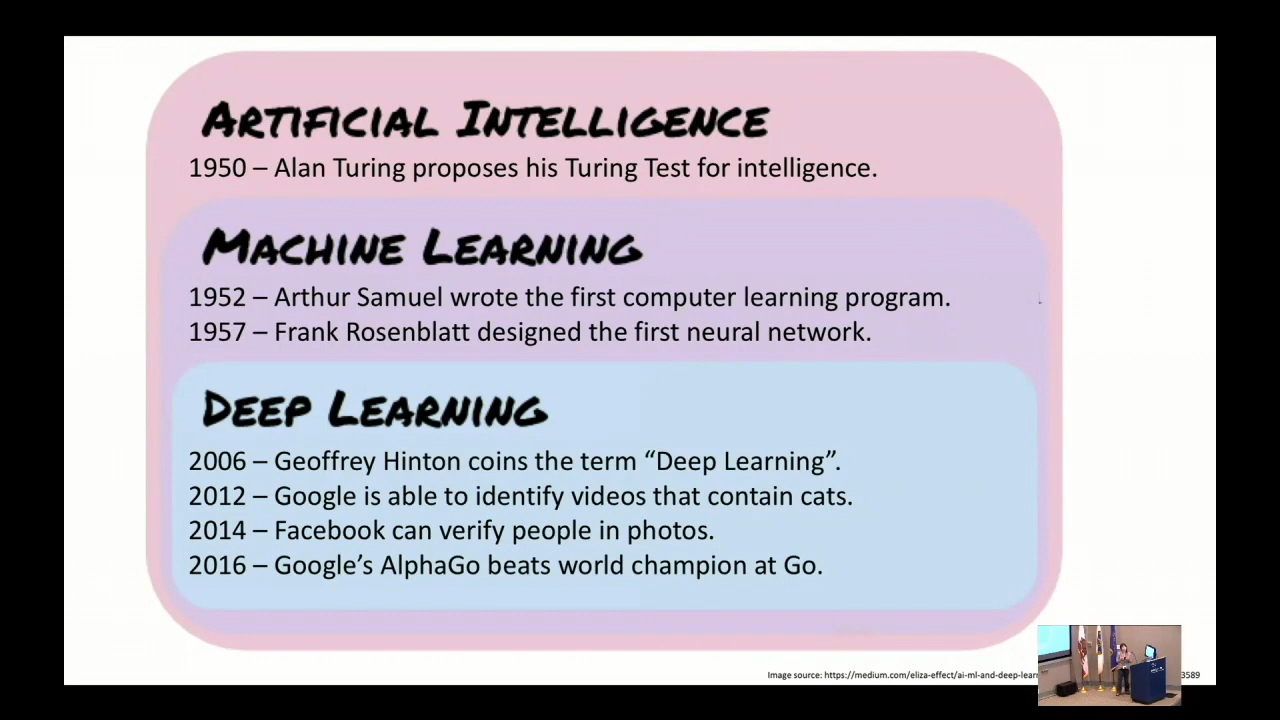 Artificial Intelligence
1950 – Alan Turing proposes his Turing Test for intelligence.
Machine Learning
1952 – Arthur Samuel wrote the first computer learning program.
1957 – Frank Rosenblatt designed the first neural network.
Deep Learning
2006 – Geoffrey Hinton coins the term “Deep Learning”.
2012 – Google is able to identify videos that contain cats.
2014 – Facebook can verify people in photos.
2016 – Google’s AlphaGo beats world champion at Go.
Image source: https://medium.com/eliza-effect/ai-ml-and-deep-lear 3589